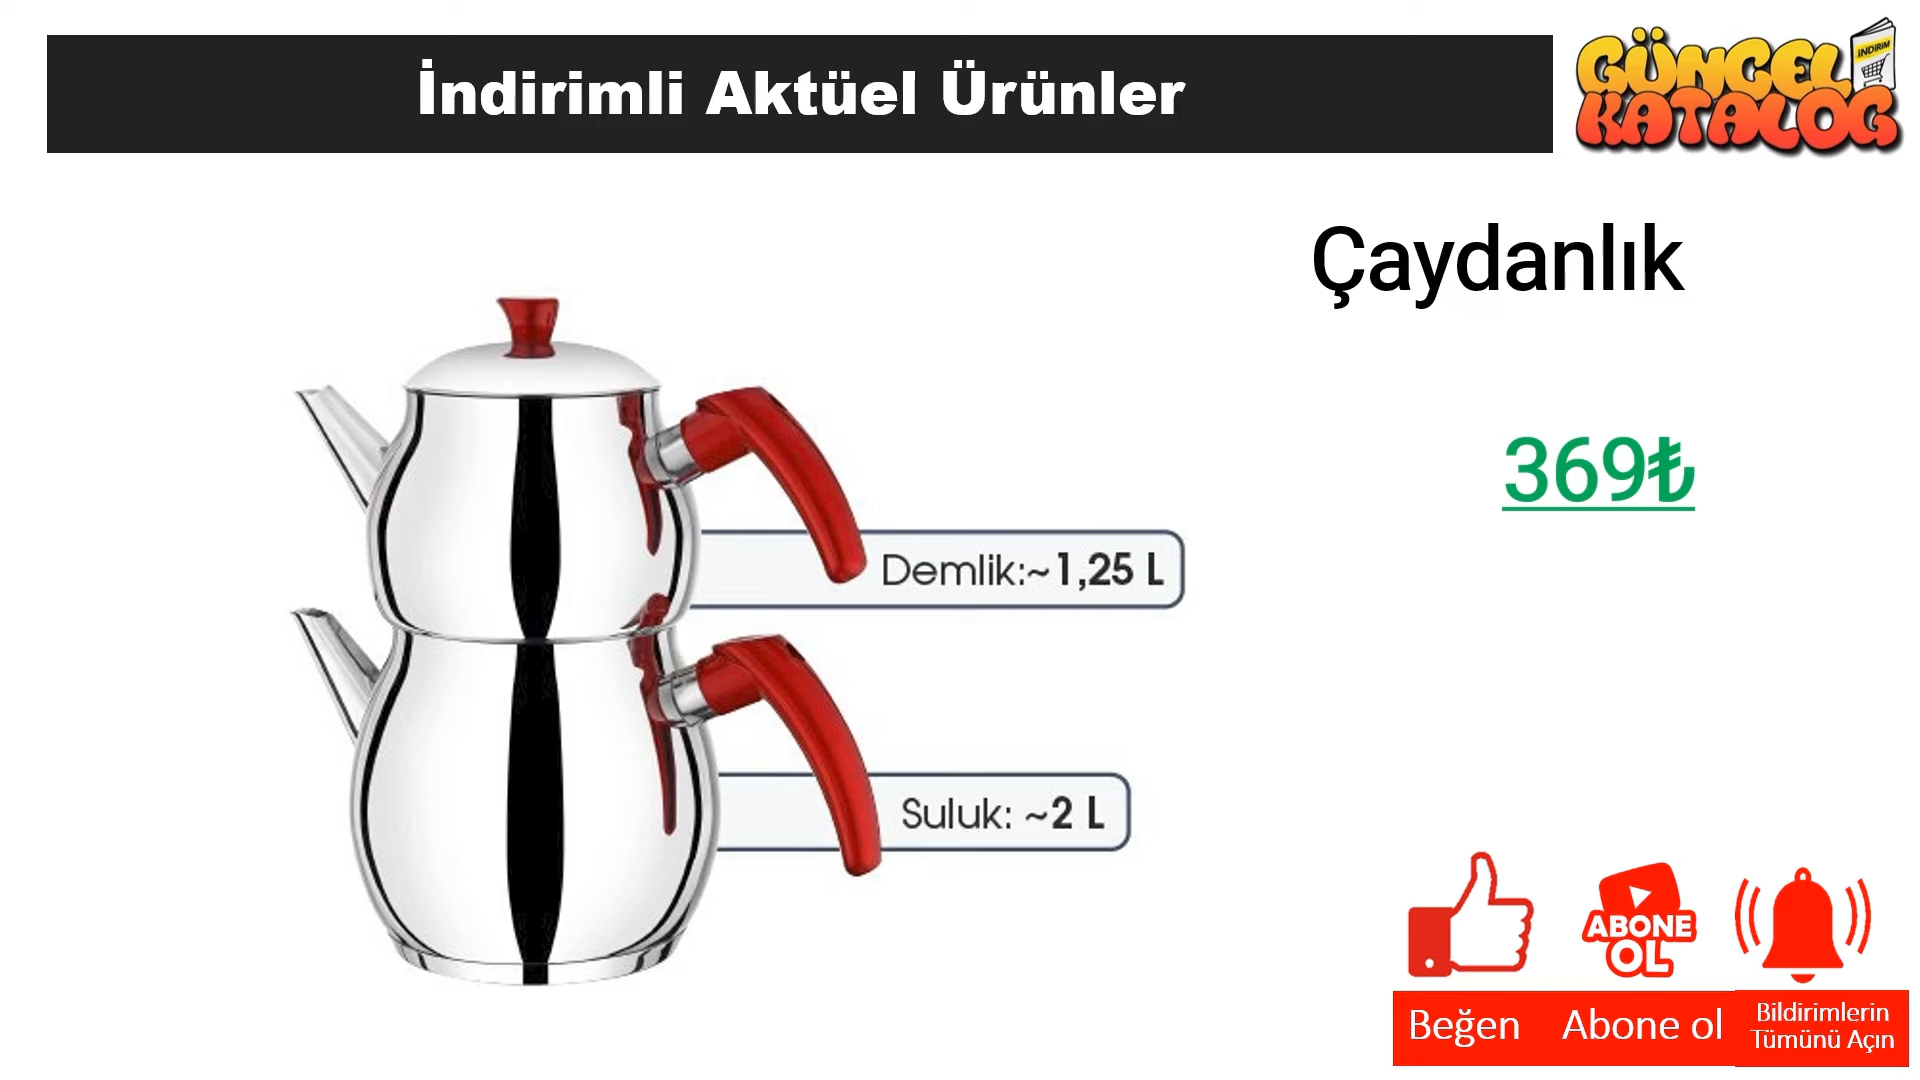 İndirimli Aktüel Ürünler
GÜNCEL
KATALOG
İNDİRİM
Çaydanlık
369₺
Demlik:~1,25 L
Suluk: ~2 L
ABONE
OL
Beğen
Abone ol
Bildirimlerin
Tümünü Açın